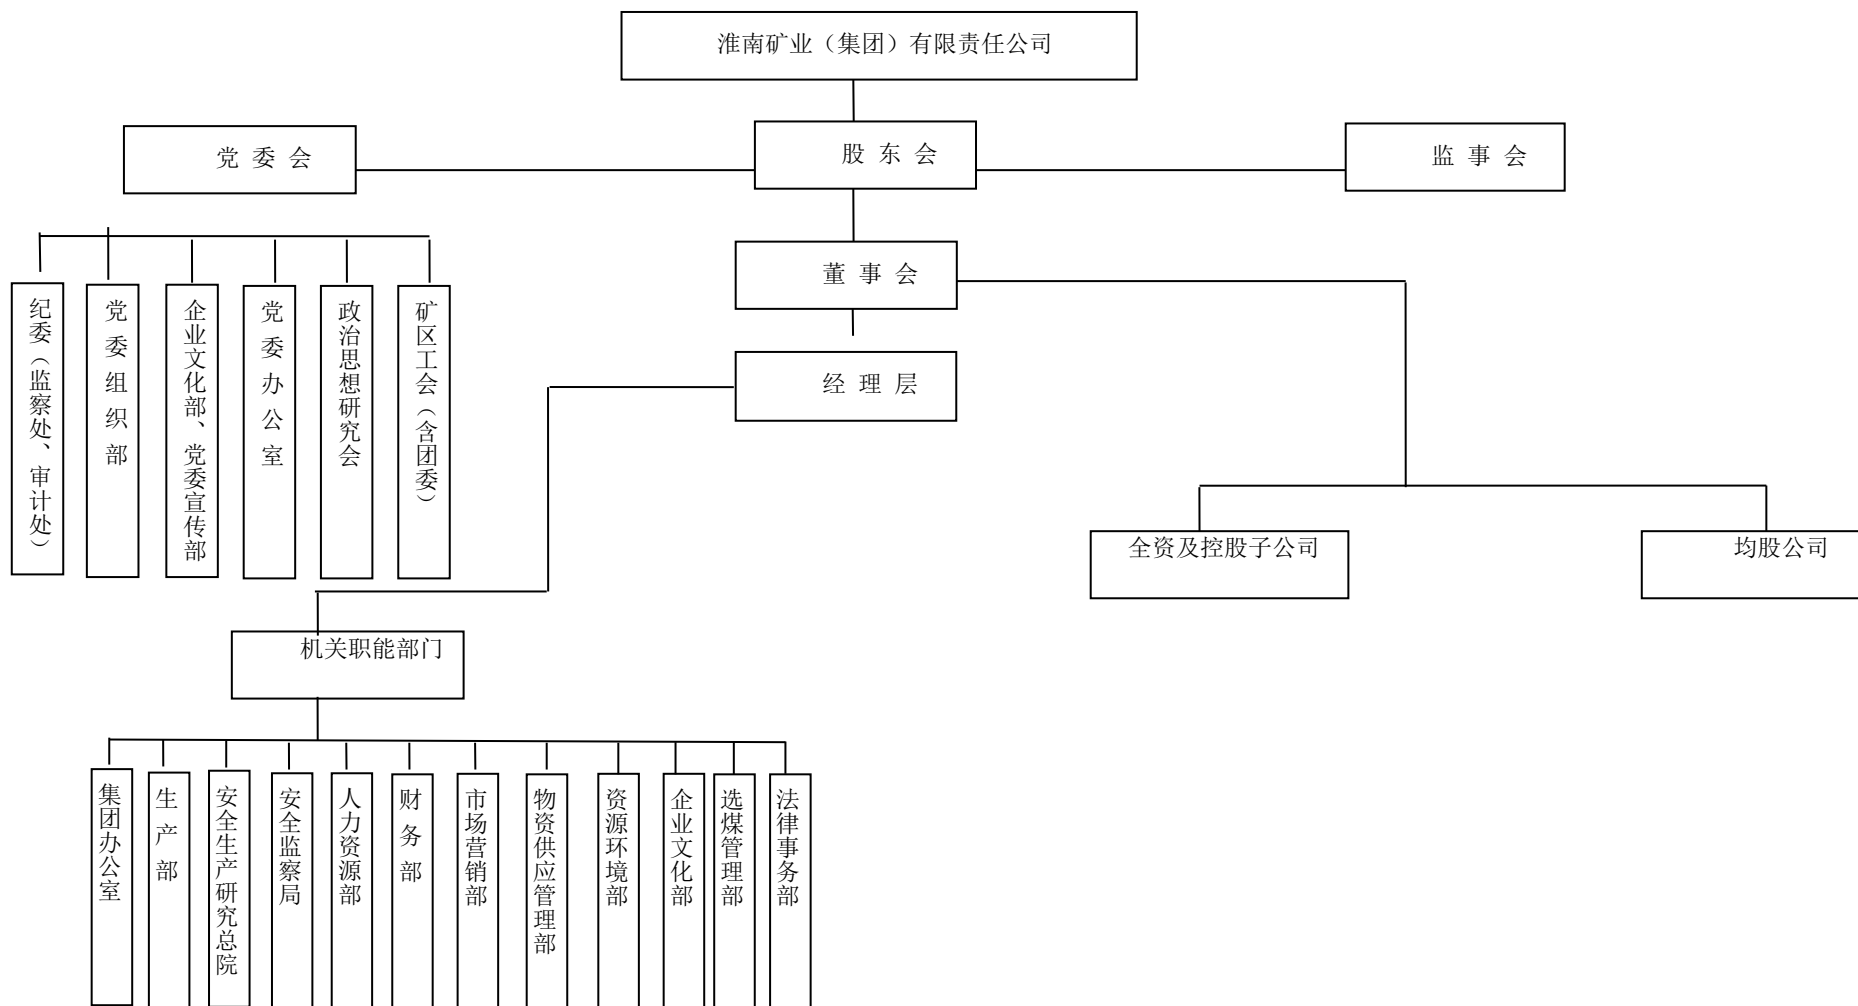 淮南矿业（集团）有限责任公司
党 委 会
股 东 会
监 事 会
董 事 会
经 理 层
纪委（监察处、审计处）
党委组织部
企业文化部、党委宣传部
党委办公室
政治思想研究会
矿区工会（含团委）
全资及控股子公司
均股公司
机关职能部门
集团办公室
生产部
安全生产研究总院
安全监察局
人力资源部
财务部
市场营销部
物资供应管理部
资源环境部
企业文化部
选煤管理部
法律事务部